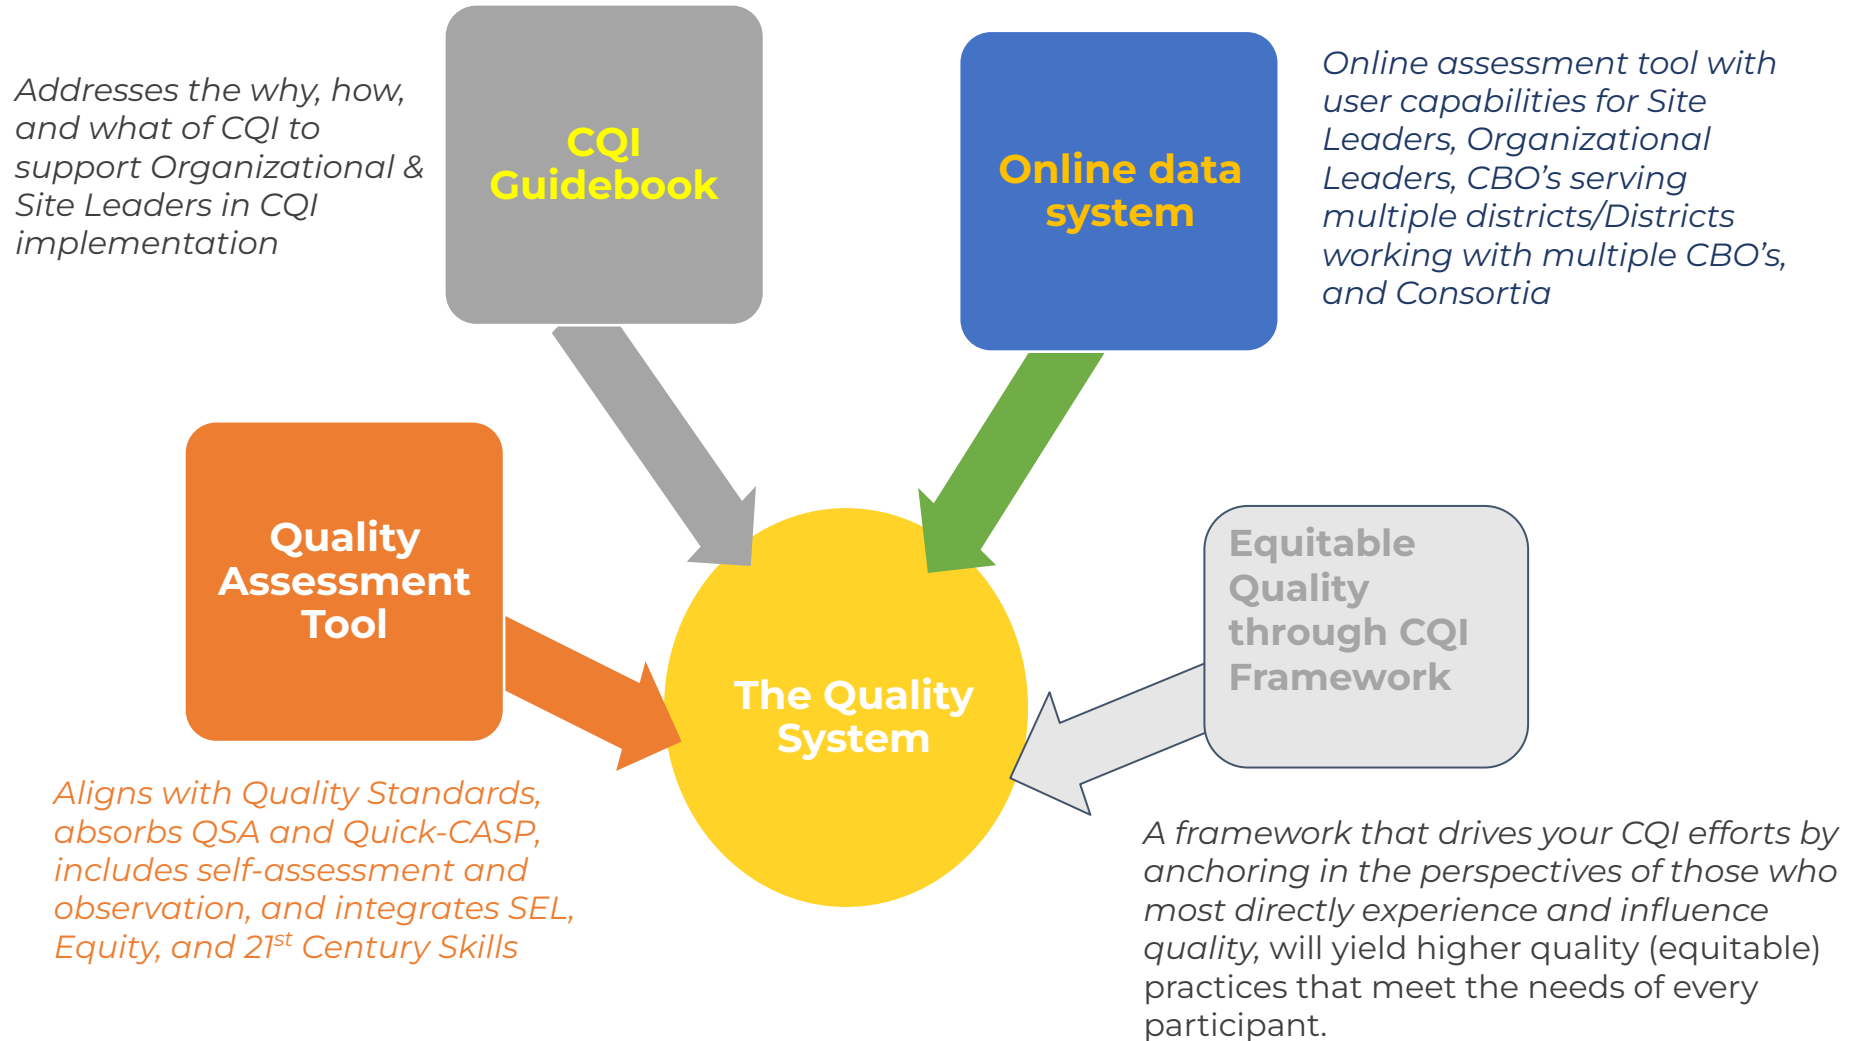 Addresses the why, how,
and what of CQI to
support Organizational &
Site Leaders in CQI
implementation
CQI
Guidebook
Online data
system
Online assessment tool with
user capabilities for Site
Leaders, Organizational
Leaders, CBO’s serving
multiple districts/Districts
working with multiple CBO’s,
and Consortia
Quality
Assessment
Tool
Aligns with Quality Standards,
absorbs QSA and Quick-CASP,
includes self-assessment and
observation, and integrates SEL,
Equity, and 21st Century Skills
The Quality
System
Equitable
Quality
through CQI
Framework
A framework that drives your CQI efforts by
anchoring in the perspectives of those who
most directly experience and influence
quality, will yield higher quality (equitable)
practices that meet the needs of every
participant.